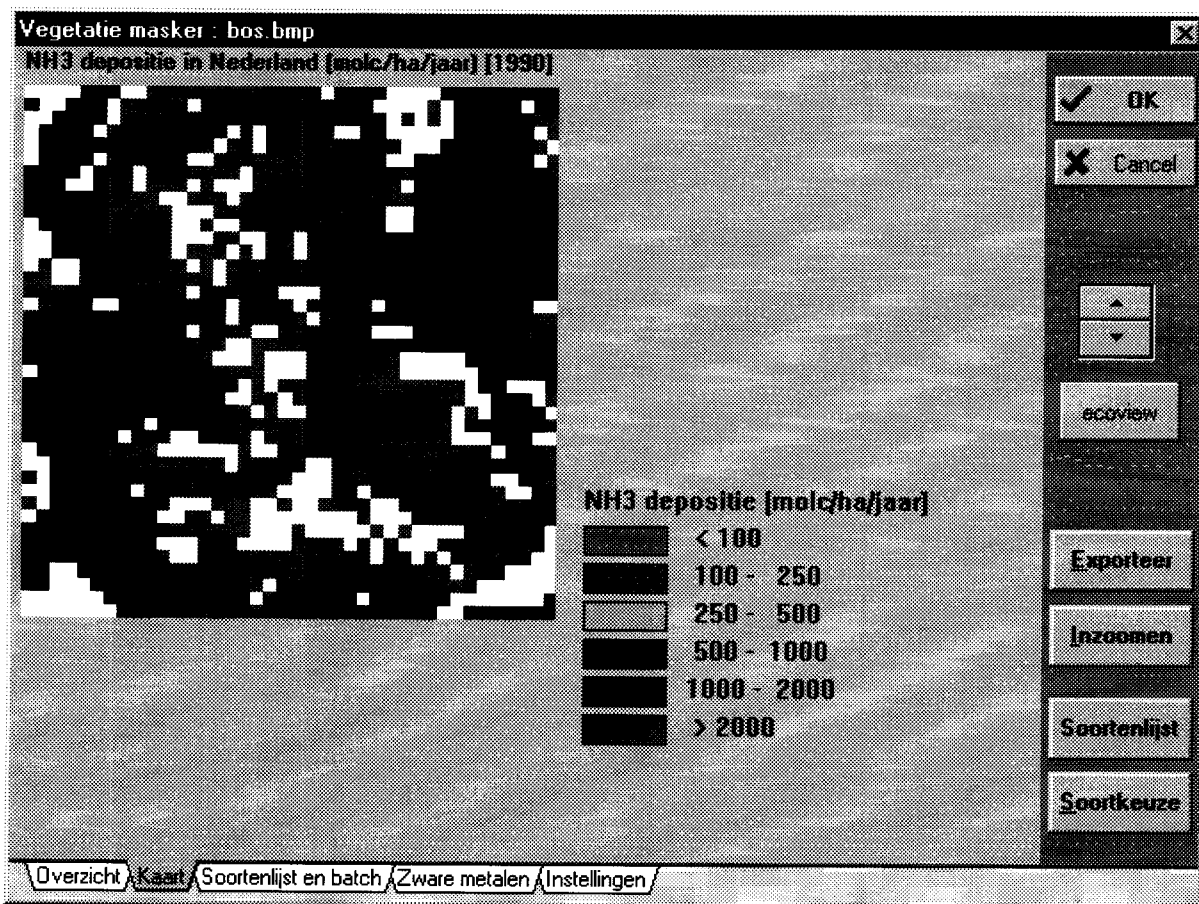 Vegetatie masker : bos.bmp
NH3 depositie in Nederland [molc/ha/jaar] [1990]
OK
Cancel
ecoview
NH3 depositie [molc/ha/jaar]
< 100
100 - 250
250 - 500
500 - 1000
1000 - 2000
> 2000
Exporteer
Inzoomen
Soortenlijst
Soortkeuze
Overzicht
Kaart
Soortenlijst en batch
Zware metalen
Instellingen